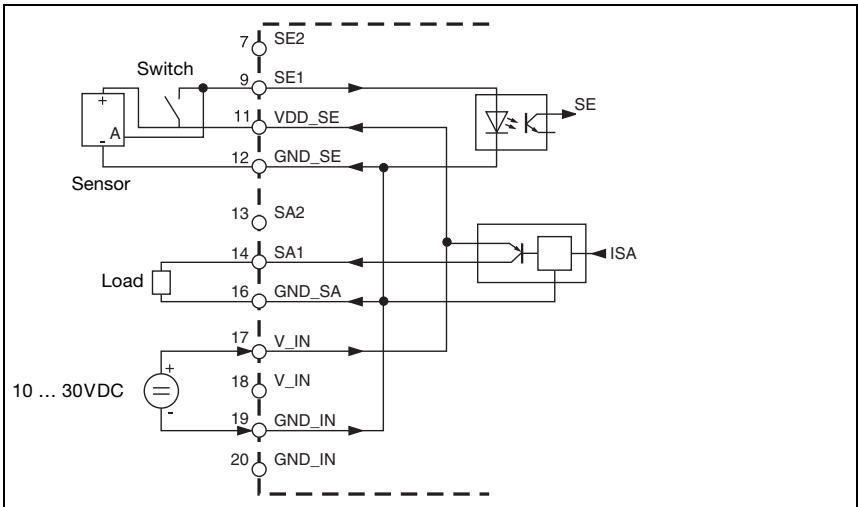 7 SE2
Switch
9 SE1
SE
+
11 VDD_SE
A
-
12 GND_SE
Sensor
13 SA2
14 SA1
ISA
Load
16 GND_SA
17 V_IN
+
10 ... 30VDC
18 V_IN
-
19 GND_IN
20 GND_IN